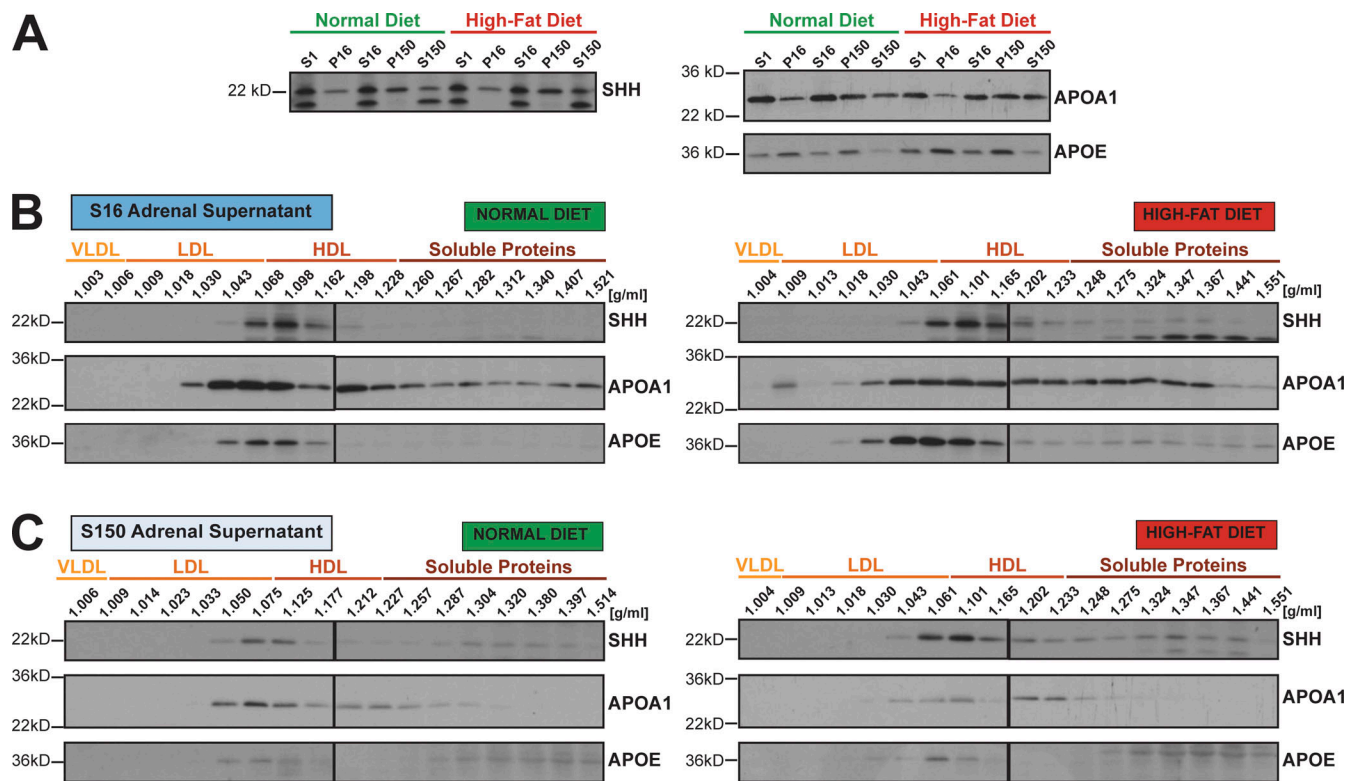 A
Normal Diet High-Fat Diet
S1 P16 S16 P150 S150 S1 P16 S16 P150 S150
22 kD SHH
Normal Diet High-Fat Diet
S1 P16 S16 P150 S150 S1 P16 S16 P150 S150
36 kD
22 kD
APOA1
36 kD APOE
B
S16 Adrenal Supernatant NORMAL DIET
VLDL LDL HDL Soluble Proteins
1.003 1.006 1.009 1.018 1.030 1.043 1.068 1.098 1.162 1.198 1.228 1.260 1.267 1.282 1.312 1.340 1.407 1.521 [g/ml]
22kD SHH
36kD
22kD
APOA1
36kD APOE
HIGH-FAT DIET
VLDL LDL HDL Soluble Proteins
1.004 1.009 1.013 1.018 1.030 1.043 1.061 1.101 1.165 1.202 1.233 1.248 1.275 1.324 1.347 1.367 1.441 1.551 [g/ml]
22kD SHH
36kD
22kD
APOA1
36kD APOE
C
S150 Adrenal Supernatant NORMAL DIET
VLDL LDL HDL Soluble Proteins
1.006 1.009 1.014 1.023 1.033 1.050 1.075 1.125 1.177 1.212 1.227 1.257 1.287 1.304 1.320 1.380 1.397 1.514 [g/ml]
22kD SHH
36kD
22kD
APOA1
36kD APOE
HIGH-FAT DIET
VLDL LDL HDL Soluble Proteins
1.004 1.009 1.013 1.018 1.030 1.043 1.061 1.101 1.165 1.202 1.233 1.248 1.275 1.324 1.347 1.367 1.441 1.551 [g/ml]
22kD SHH
36kD
22kD
APOA1
36kD APOE